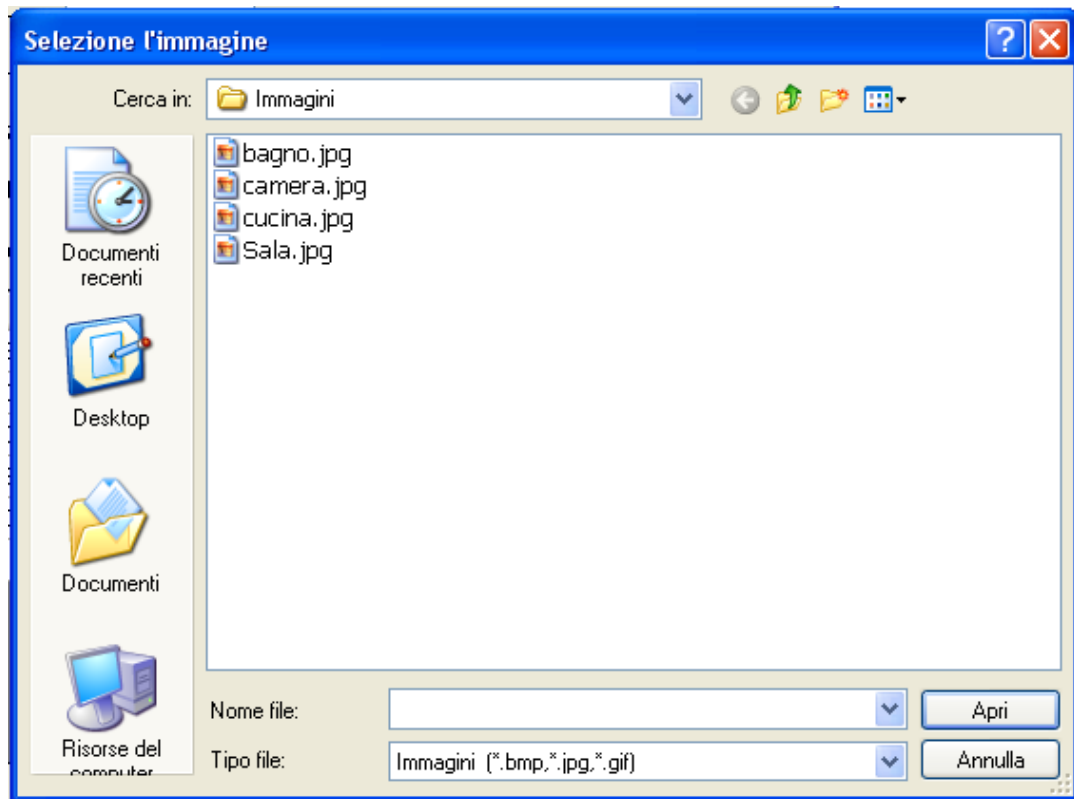 Selezione l'immagine
Cerca in:
Immagini
bagno.jpg
camera.jpg
cucina.jpg
Sala.jpg
Documenti
recenti
Desktop
Documenti
Risorse del
computer
Nome file:
Apri
Tipo file:
Immagini (*.bmp,*.jpg,*.gif)
Annulla